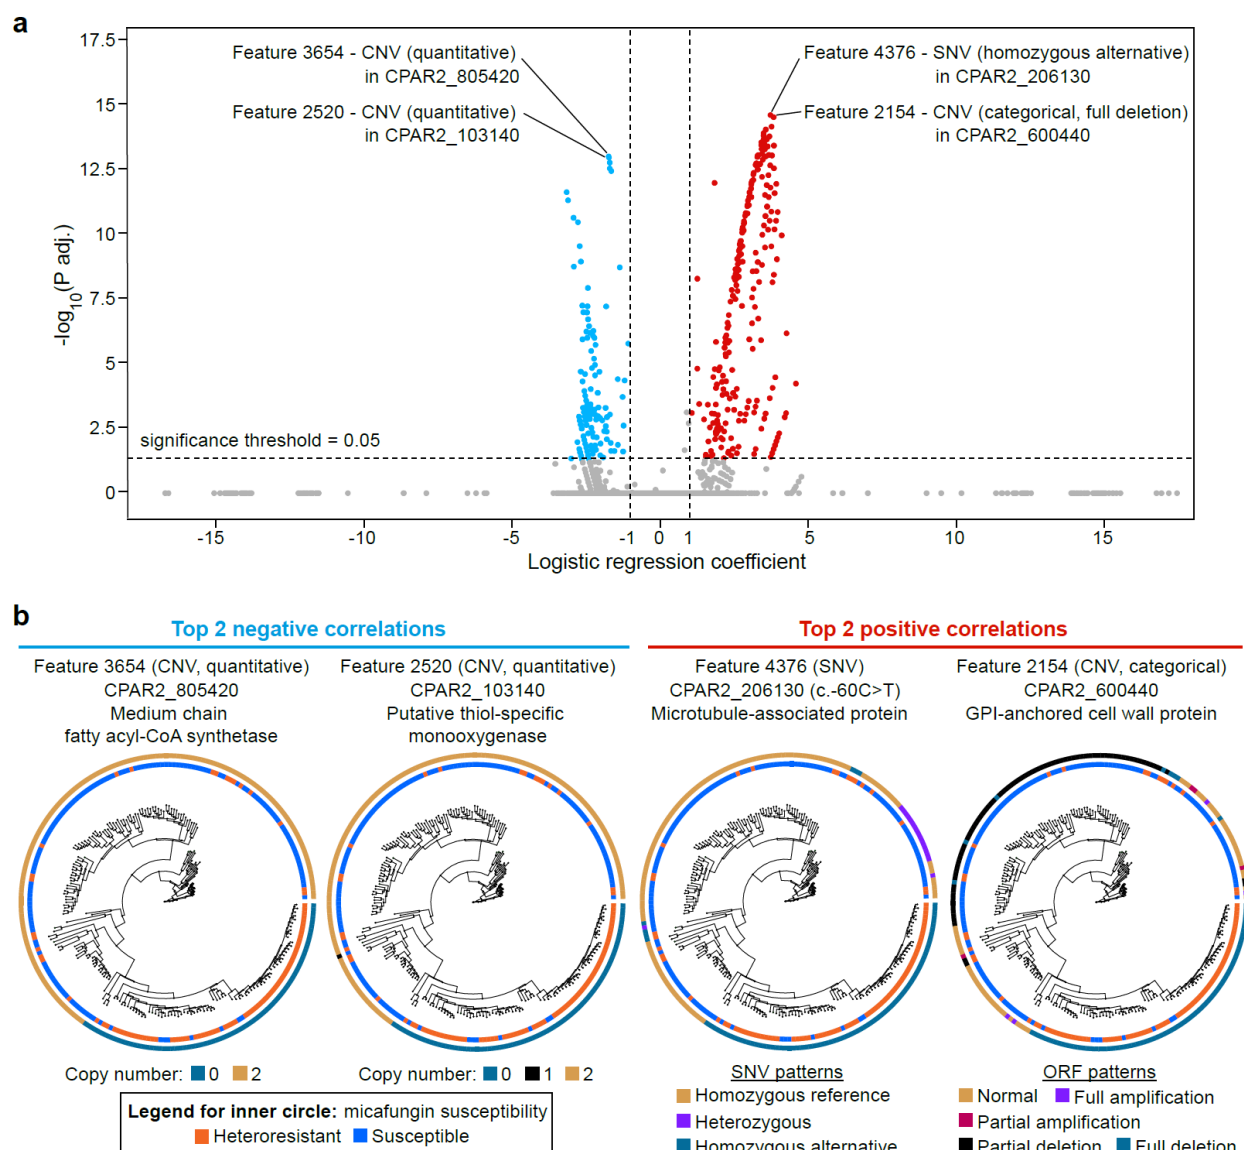 a
Feature 3654 - CNV (quantitative)
in CPAR2_805420
Feature 2520 - CNV (quantitative)
in CPAR2_103140
Feature 4376 - SNV (homozygous alternative)
in CPAR2_206130
Feature 2154 - CNV (categorical, full deletion)
in CPAR2_600440
17.5
15
12.5
10
7.5
5
2.5
0
-log10(P adj.)
significance threshold = 0.05
-15 -10 -5 -1 0 1 5 10 15
Logistic regression coefficient
b
Top 2 negative correlations
Top 2 positive correlations
Feature 3654 (CNV, quantitative)
CPAR2_805420
Medium chain
fatty acyl-CoA synthetase
Feature 2520 (CNV, quantitative)
CPAR2_103140
Putative thiol-specific
monooxygenase
Feature 4376 (SNV)
CPAR2_206130 (c.-60C>T)
Microtubule-associated protein
Feature 2154 (CNV, categorical)
CPAR2_600440
GPI-anchored cell wall protein
Copy number: 0 2
Copy number: 0 1 2
Legend for inner circle: micafungin susceptibility
Heteroresistant Susceptible
SNV patterns
Homozygous reference
Heterozygous
Homozygous alternative
ORF patterns
Normal Full amplification
Partial amplification
Partial deletion Full deletion